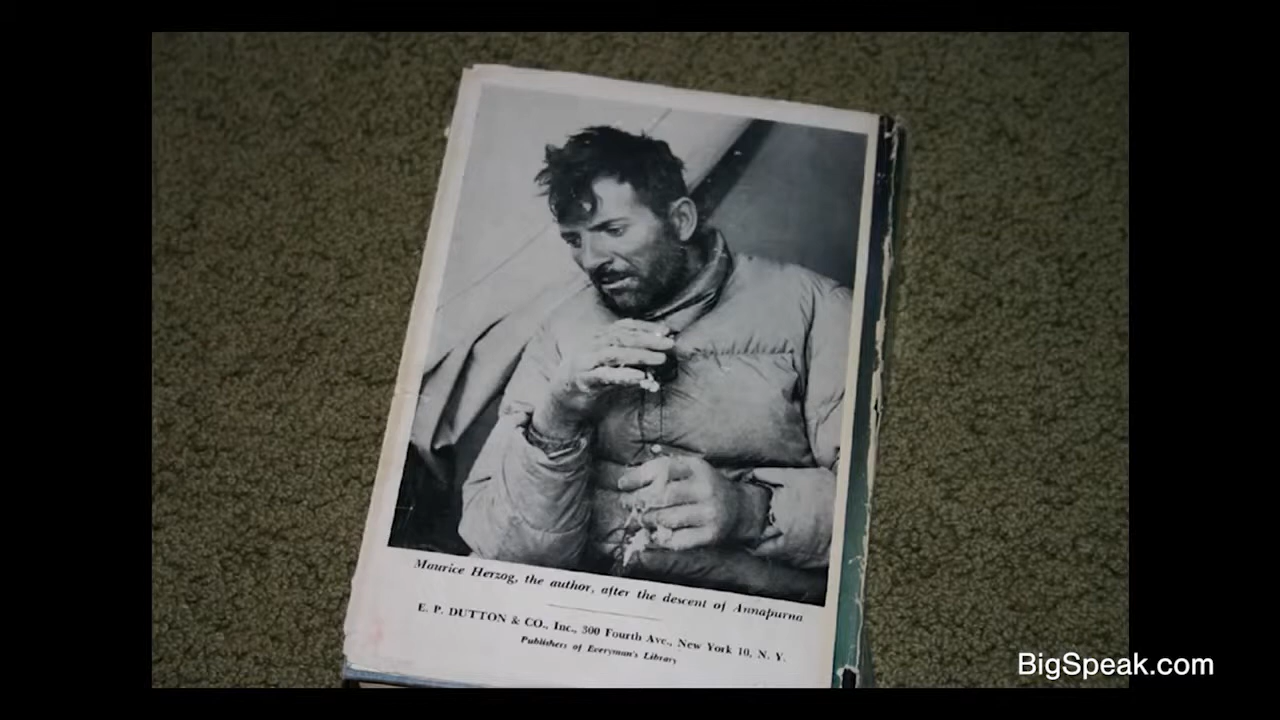 Maurice Herzog, the author, after the descent of Annapurna
E. P. DUTTON & CO., Inc., 300 Fourth Ave., New York 10, N. Y.
Publishers of Everyman's Library
BigSpeak.com